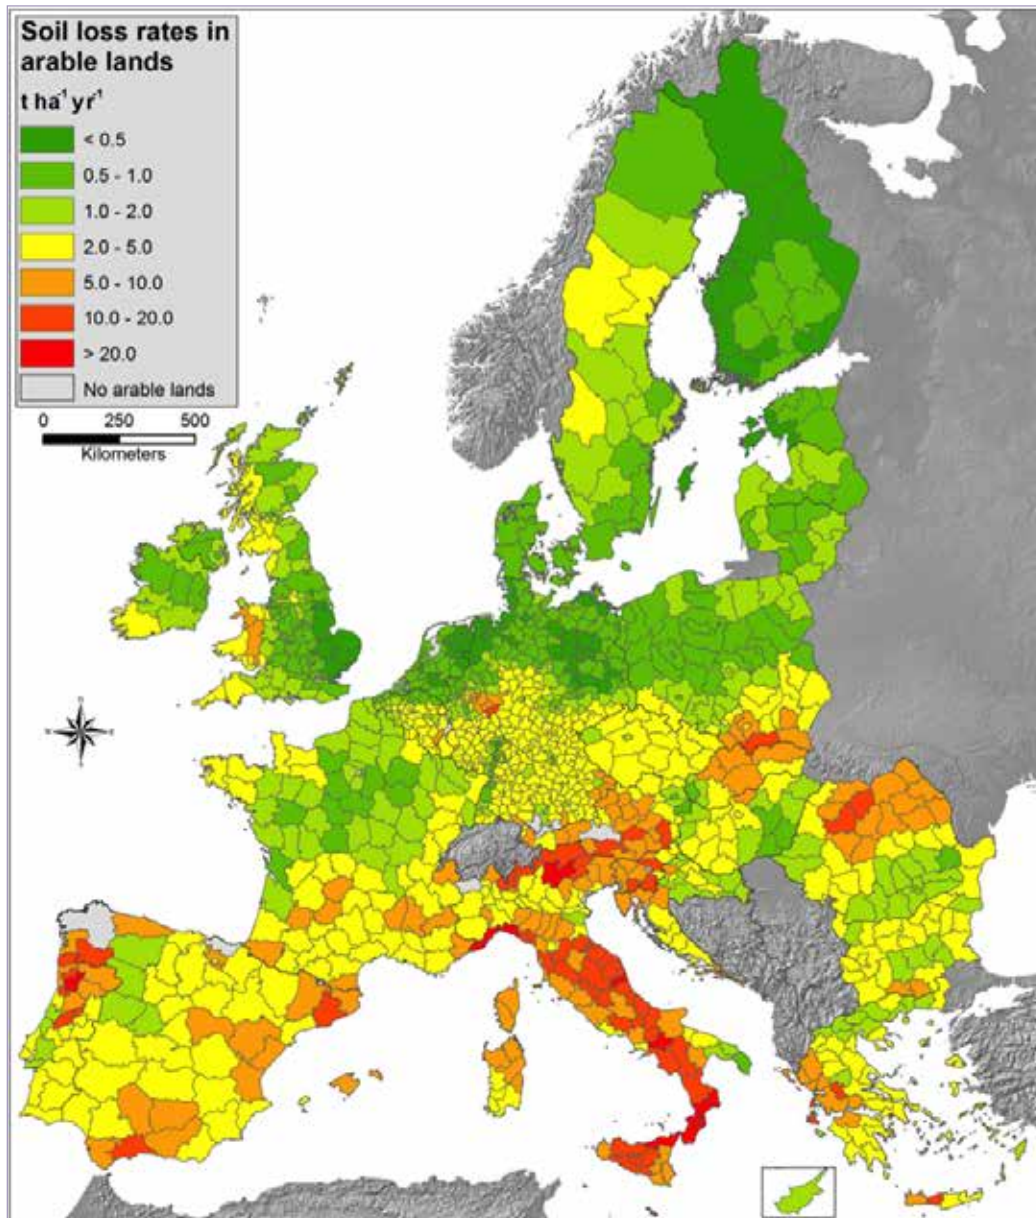 Soil loss rates in
arable lands
t ha⁻¹ yr⁻¹
< 0.5
0.5 - 1.0
1.0 - 2.0
2.0 - 5.0
5.0 - 10.0
10.0 - 20.0
> 20.0
No arable lands
0 250 500
Kilometers
N
W E
S